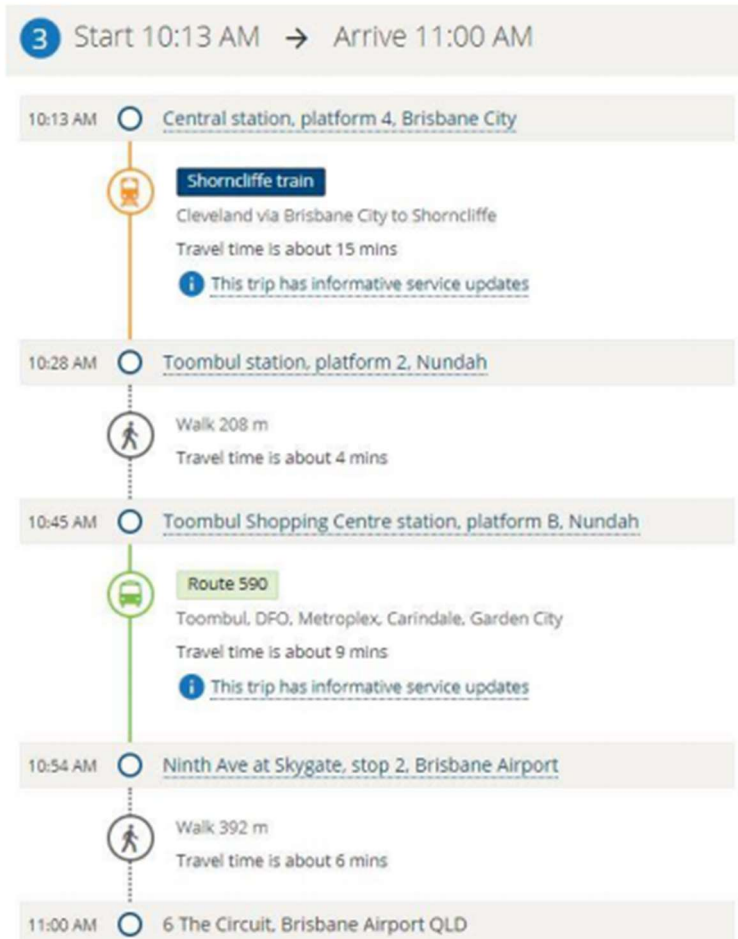 3 Start 10:13 AM → Arrive 11:00 AM
10:13 AM Central station, platform 4, Brisbane City
Shorncliffe train
Cleveland via Brisbane City to Shorncliffe
Travel time is about 15 mins
i This trip has informative service updates
10:28 AM Toombul station, platform 2, Nundah
Walk 208 m
Travel time is about 4 mins
10:45 AM Toombul Shopping Centre station, platform B, Nundah
Route 590
Toombul, DFO, Metroplex, Carindale, Garden City
Travel time is about 9 mins
i This trip has informative service updates
10:54 AM Ninth Ave at Skygate, stop 2, Brisbane Airport
Walk 392 m
Travel time is about 6 mins
11:00 AM 6 The Circuit, Brisbane Airport QLD